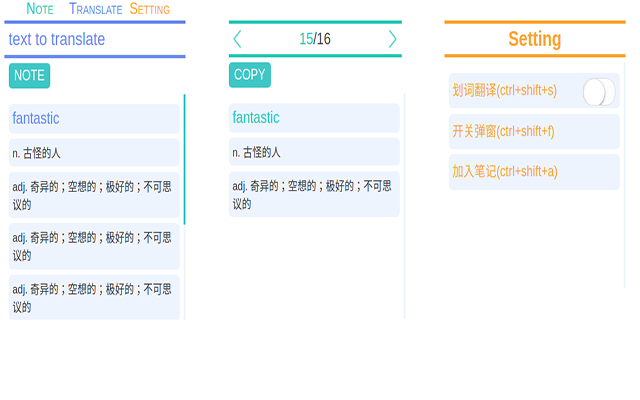 NOTE TRANSLATE SETTING
text to translate
NOTE
fantastic
n. 古怪的人
adj. 奇异的；空想的；极好的；不可思
议的
adj. 奇异的；空想的；极好的；不可思
议的
adj. 奇异的；空想的；极好的；不可思
议的
15/16
COPY
fantastic
n. 古怪的人
adj. 奇异的；空想的；极好的；不可思
议的
Setting
划词翻译(ctrl+shift+s)
开关弹窗(ctrl+shift+f)
加入笔记(ctrl+shift+a)